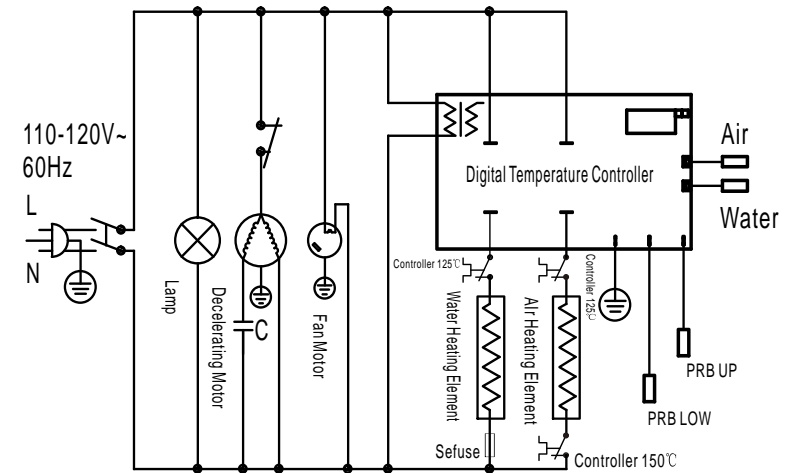 110-120V~
60Hz
L
N
Lamp
Decelerating Motor
C
Fan Motor
Digital Temperature Controller
Air
Water
Controller 125℃
Water Heating Element
AIr Heating Element
Controller 125
PRB UP
PRB LOW
Sefuse
Controller 150℃